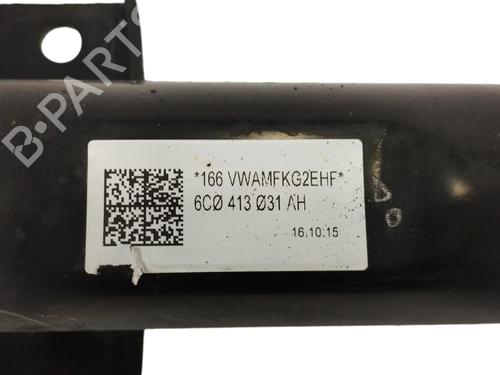 B-PARTS
*166 VWAMFKG2EHF*
6CØ 413 Ø31 AH
16.10.15